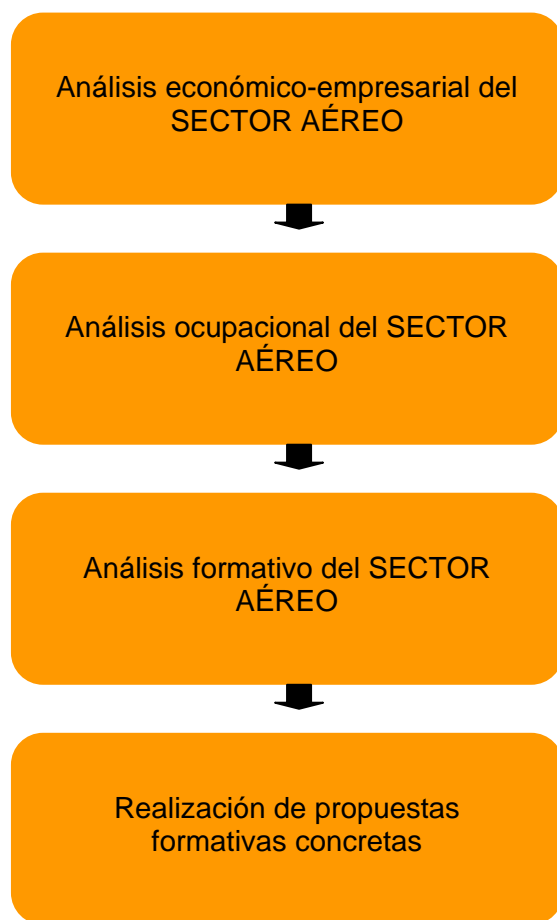 Análisis económico-empresarial del
SECTOR AÉREO
Análisis ocupacional del SECTOR
AÉREO
Análisis formativo del SECTOR
AÉREO
Realización de propuestas
formativas concretas